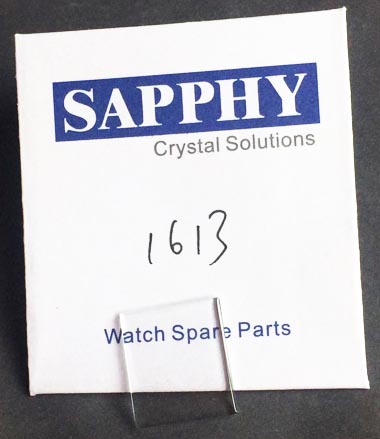 SAPPHY
Crystal Solutions
1613
Watch Spare Parts